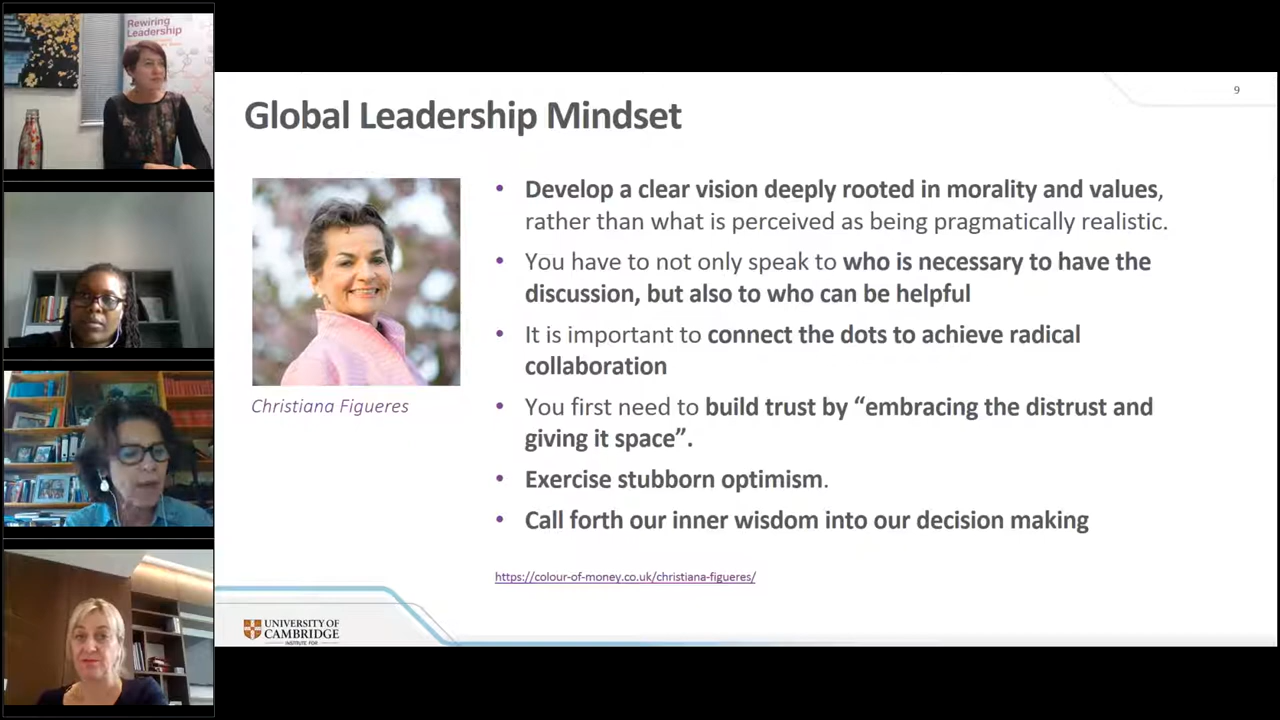 Rewiring
Leadership
9
Global Leadership Mindset
Christiana Figueres
• Develop a clear vision deeply rooted in morality and values,
rather than what is perceived as being pragmatically realistic.
• You have to not only speak to who is necessary to have the
discussion, but also to who can be helpful
• It is important to connect the dots to achieve radical
collaboration
• You first need to build trust by “embracing the distrust and
giving it space”.
• Exercise stubborn optimism.
• Call forth our inner wisdom into our decision making
https://colour-of-money.co.uk/christiana-figueres/
UNIVERSITY OF
CAMBRIDGE
INSTITUTE FOR